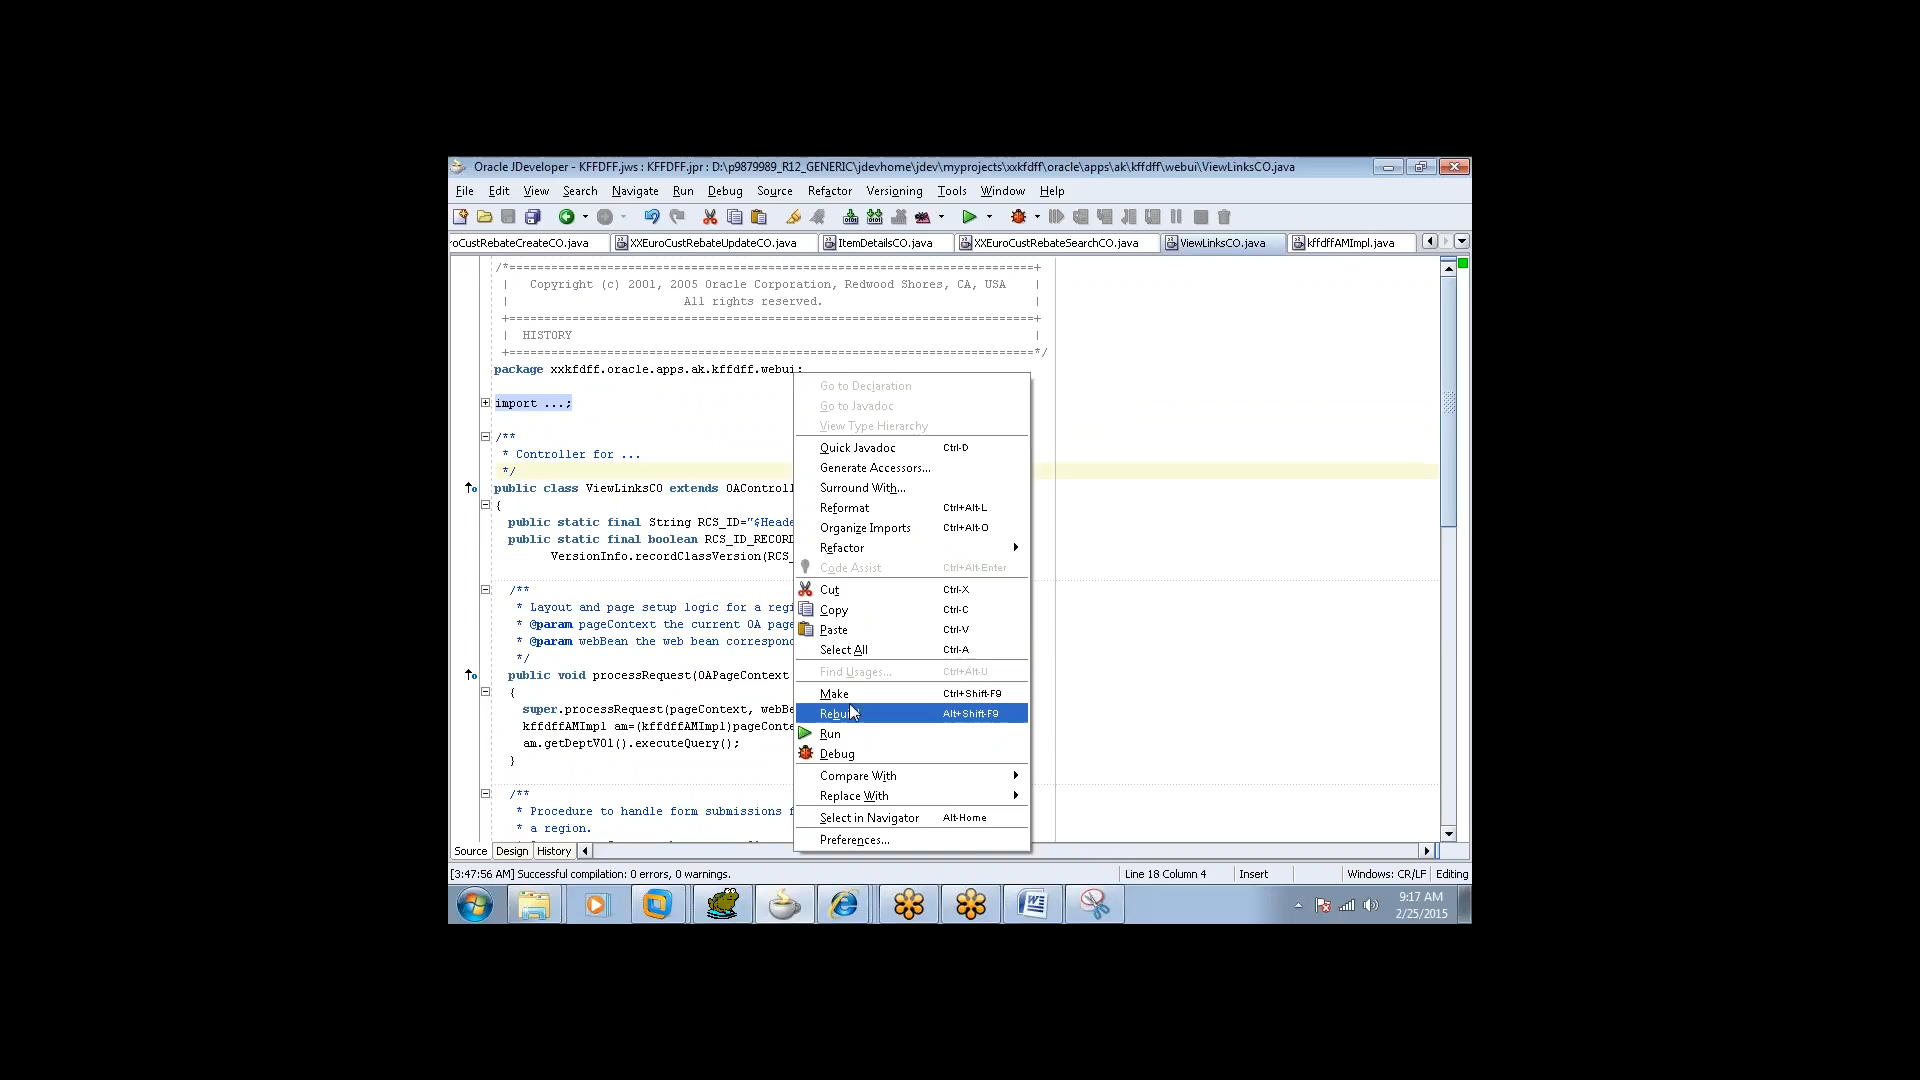 Oracle JDeveloper - KFFDFF.jws : KFFDFF.jpr : D:\p9879989_R12_GENERIC\jdevhome\jdev\myprojects\xxkfdff\oracle\apps\ak\kffdff\webui\ViewLinksCO.java
File Edit View Search Navigate Run Debug Source Refactor Versioning Tools Window Help
roCustRebateCreateCO.java XXEuroCustRebateUpdateCO.java ItemDetailsCO.java XXEuroCustRebateSearchCO.java ViewLinksCO.java kffdffAMImpl.java
/*===========================================================================+
| Copyright (c) 2001, 2005 Oracle Corporation, Redwood Shores, CA, USA |
| All rights reserved. |
+===========================================================================+
| HISTORY |
+===========================================================================*/
package xxkfdff.oracle.apps.ak.kffdff.webui;
import ...;
/**
* Controller for ...
*/
public class ViewLinksCO extends OAControll
{
public static final String RCS_ID="$Heade
public static final boolean RCS_ID_RECORD
VersionInfo.recordClassVersion(RCS_
/**
* Layout and page setup logic for a regi
* @param pageContext the current OA page
* @param webBean the web bean correspond
*/
public void processRequest(OAPageContext
{
super.processRequest(pageContext, webBe
kffdffAMImpl am=(kffdffAMImpl)pageConte
am.getDeptVO1().executeQuery();
}
/**
* Procedure to handle form submissions f
* a region.
Go to Declaration
Go to Javadoc
View Type Hierarchy
Quick Javadoc Ctrl-D
Generate Accessors...
Surround With...
Reformat Ctrl+Alt-L
Organize Imports Ctrl+Alt-O
Refactor
Code Assist Ctrl+Alt-Enter
Cut Ctrl-X
Copy Ctrl-C
Paste Ctrl-V
Select All Ctrl-A
Find Usages... Ctrl+Alt-U
Make Ctrl+Shift-F9
Rebuild Alt+Shift-F9
Run
Debug
Compare With
Replace With
Select in Navigator Alt-Home
Preferences...
Source Design History
[3:47:56 AM] Successful compilation: 0 errors, 0 warnings. Line 18 Column 4 Insert Windows: CR/LF Editing
9:17 AM
2/25/2015